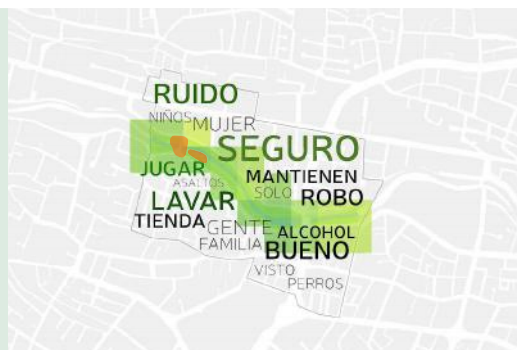 RUIDO
NIÑOS MUJER
SEGURO
JUGAR MANTIENEN
ASALTOS SOLO ROBO
LAVAR
TIENDA GENTE ALCOHOL
FAMILIA BUENO
VISTO
PERROS